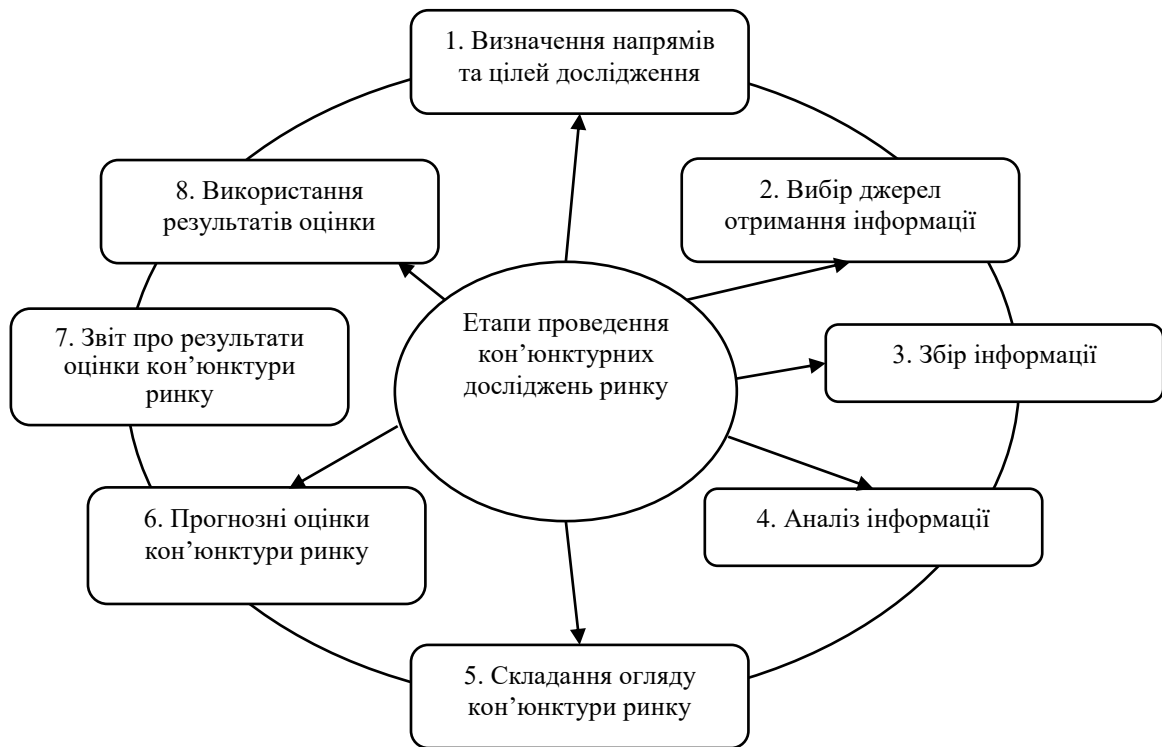 1. Визначення напрямів
та цілей дослідження
2. Вибір джерел
отримання інформації
3. Збір інформації
4. Аналіз інформації
5. Складання огляду
кон’юнктури ринку
6. Прогнозні оцінки
кон’юнктури ринку
7. Звіт про результати
оцінки кон’юнктури
ринку
8. Використання
результатів оцінки
Етапи проведення
кон’юнктурних
досліджень ринку